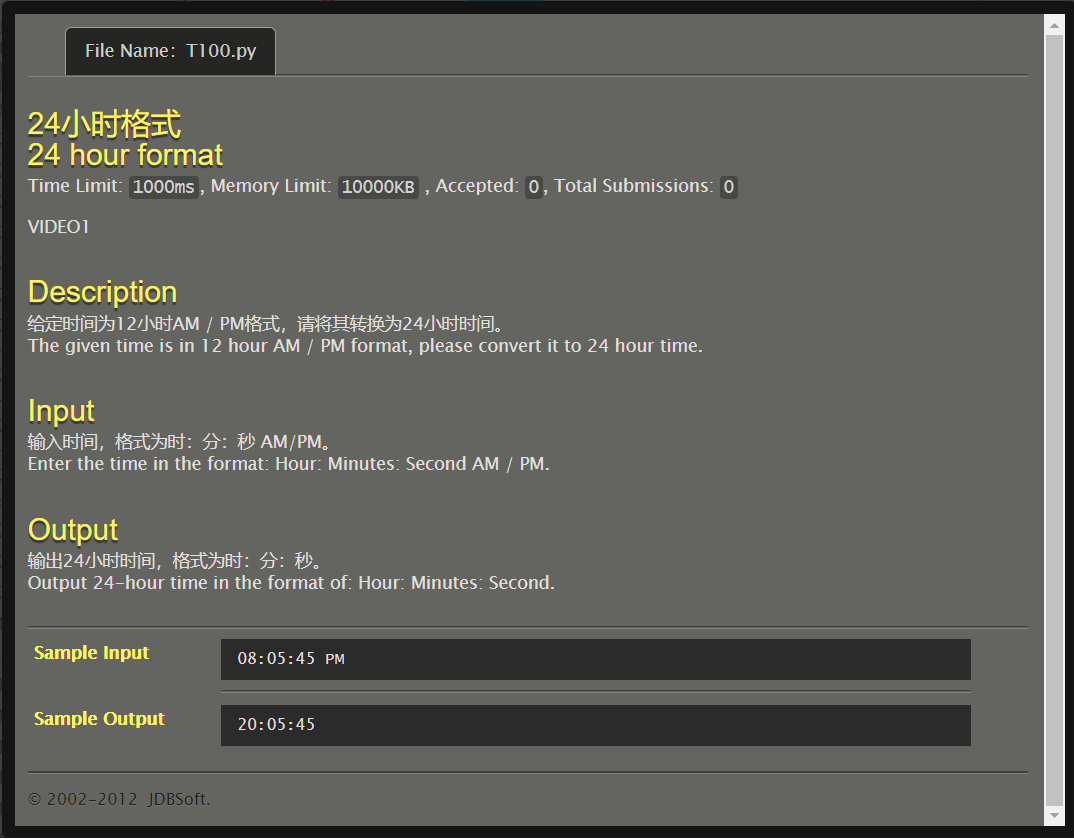 File Name：T100.py
24小时格式
24 hour format
Time Limit: 1000ms, Memory Limit: 10000KB , Accepted: 0, Total Submissions: 0
VIDEO1
Description
给定时间为12小时AM / PM格式，请将其转换为24小时时间。
The given time is in 12 hour AM / PM format, please convert it to 24 hour time.
Input
输入时间，格式为时：分：秒 AM/PM。
Enter the time in the format: Hour: Minutes: Second AM / PM.
Output
输出24小时时间，格式为时：分：秒。
Output 24-hour time in the format of: Hour: Minutes: Second.
Sample Input
08:05:45 PM
Sample Output
20:05:45
© 2002-2012 JDBSoft.